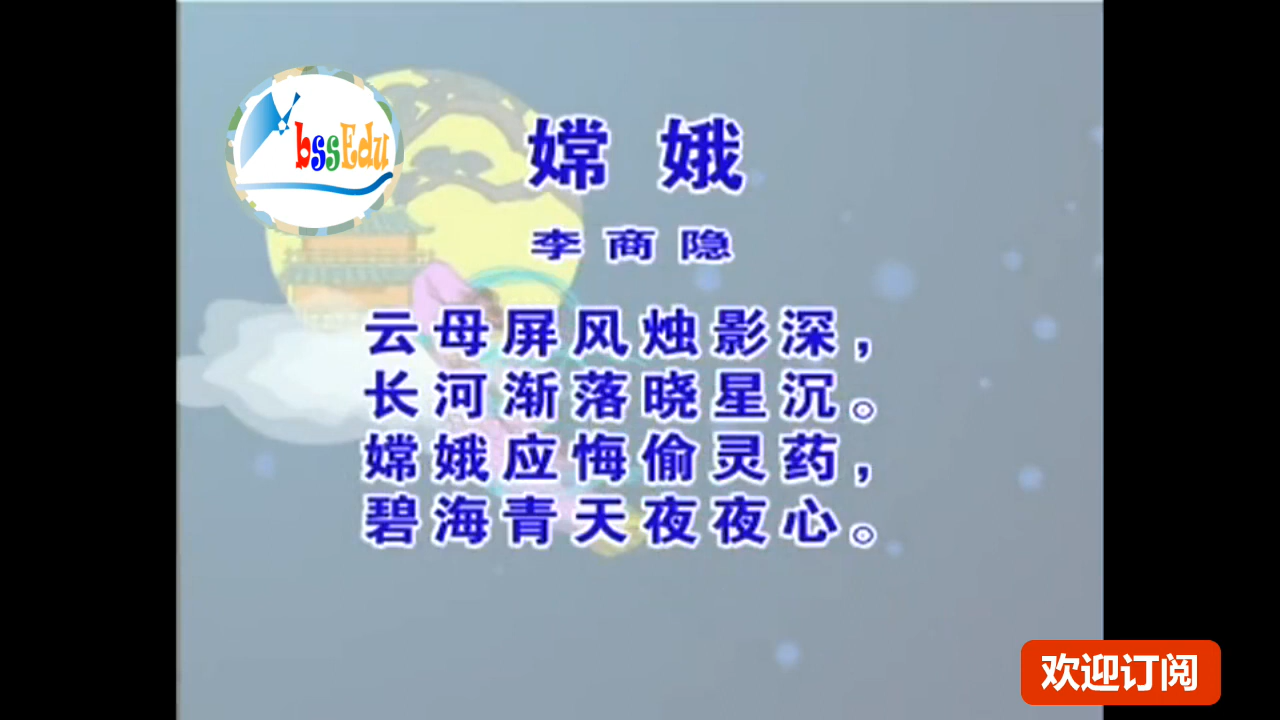 bssEdu
嫦娥
李商隐
云母屏风烛影深，
长河渐落晓星沉。
嫦娥应悔偷灵药，
碧海青天夜夜心。
欢迎订阅